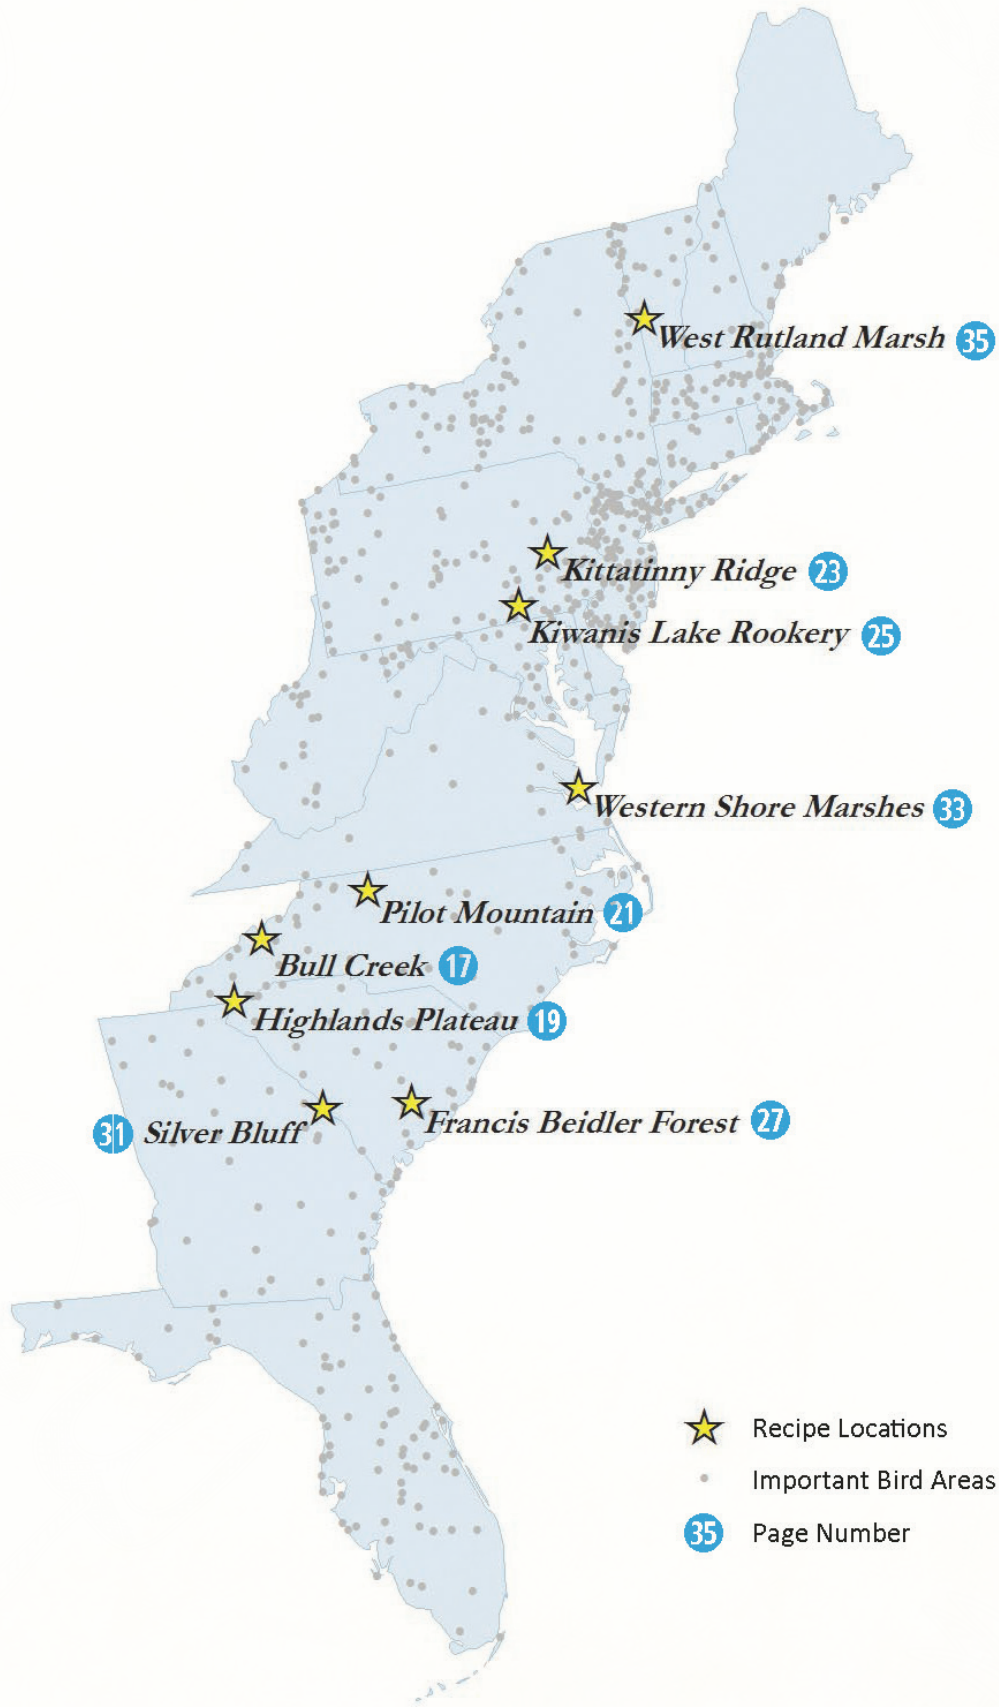 West Rutland Marsh 35
Kittatinny Ridge 23
Kiwanis Lake Rookery 25
Western Shore Marshes 33
Pilot Mountain 21
Bull Creek 17
Highlands Plateau 19
31 Silver Bluff
Francis Beidler Forest 27
Recipe Locations
Important Bird Areas
35 Page Number